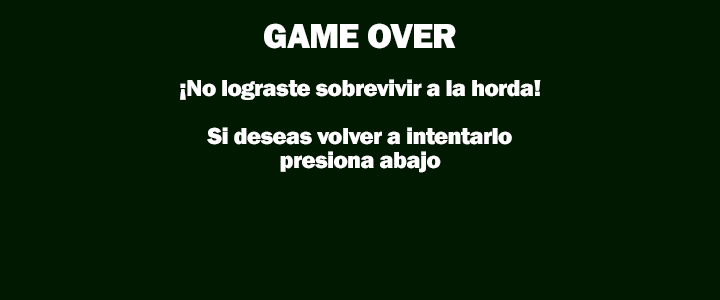 GAME OVER
¡No lograste sobrevivir a la horda!
Si deseas volver a intentarlo
presiona abajo